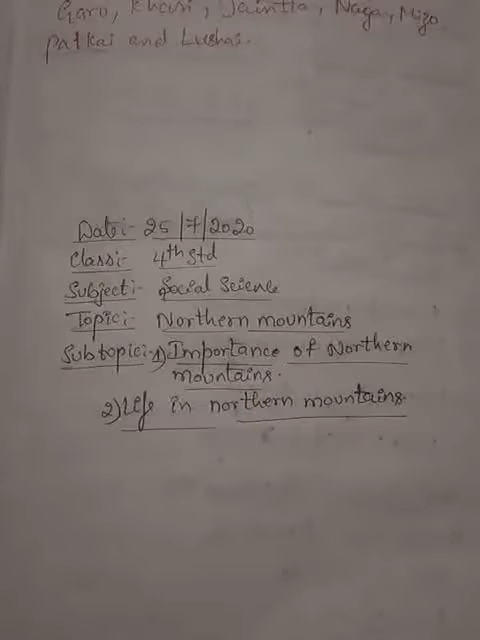 Garo, Khasi, Jaintia, Naga, Mizo
Patkai and Lushai.
Date:- 25/7/2020
Class:- 4th Std
Subject:- Social Science
Topic:- Northern mountains
Subtopic:-1) Importance of Northern
mountains.
2) Life in northern mountains.